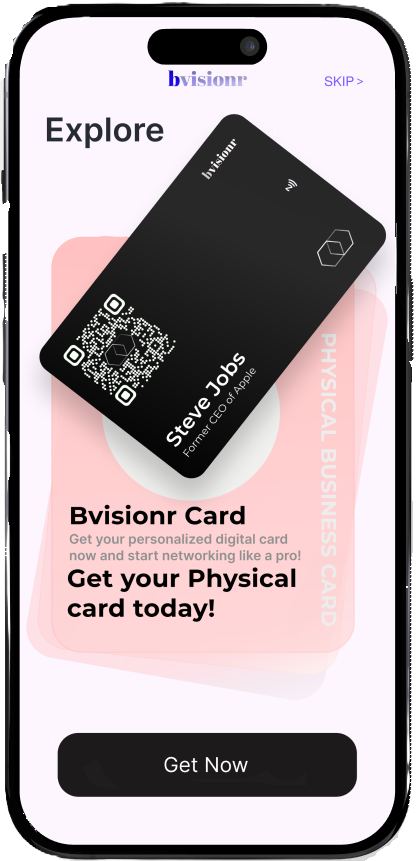 bvisionr
SKIP >
Explore
bvisionr
Steve Jobs
Former CEO of Apple
PHYSICAL BUSINESS CARD
Bvisionr Card
Get your personalized digital card
now and start networking like a pro!
Get your Physical
card today!
Get Now